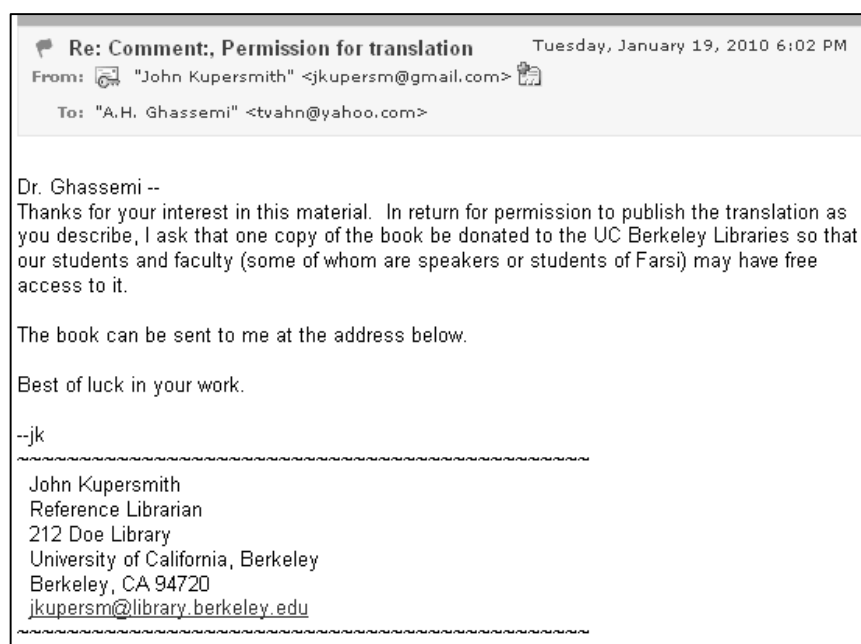 Re: Comment:, Permission for translation Tuesday, January 19, 2010 6:02 PM
From: "John Kupersmith" <jkupersm@gmail.com>
To: "A.H. Ghassemi" <tvahn@yahoo.com>
Dr. Ghassemi --
Thanks for your interest in this material. In return for permission to publish the translation as
you describe, I ask that one copy of the book be donated to the UC Berkeley Libraries so that
our students and faculty (some of whom are speakers or students of Farsi) may have free
access to it.
The book can be sent to me at the address below.
Best of luck in your work.
--jk
~~~~~~~~~~~~~~~~~~~~~~~~~~~~~~~~~~~~~~~~~~~~~~
John Kupersmith
Reference Librarian
212 Doe Library
University of California, Berkeley
Berkeley, CA 94720
jkupersm@library.berkeley.edu
~~~~~~~~~~~~~~~~~~~~~~~~~~~~~~~~~~~~~~~~~~~~~~